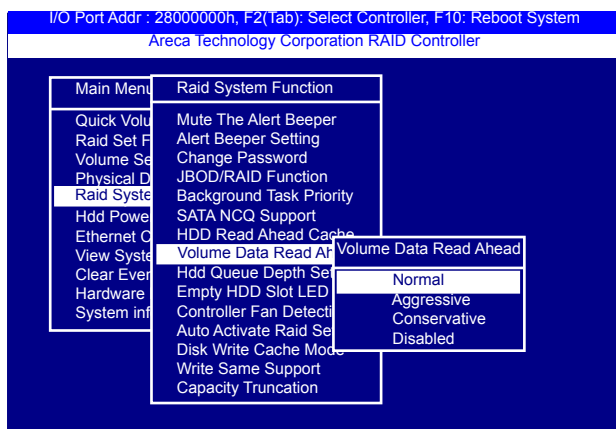 I/O Port Addr : 28000000h, F2(Tab): Select Controller, F10: Reboot System
Areca Technology Corporation RAID Controller
Main Menu
Quick Volu
Raid Set F
Volume Se
Physical D
Raid Syste
Hdd Powe
Ethernet C
View Syste
Clear Even
Hardware
System inf
Raid System Function
Mute The Alert Beeper
Alert Beeper Setting
Change Password
JBOD/RAID Function
Background Task Priority
SATA NCQ Support
HDD Read Ahead Cache
Volume Data Read Ah
Hdd Queue Depth Set
Empty HDD Slot LED
Controller Fan Detecti
Auto Activate Raid Se
Disk Write Cache Mode
Write Same Support
Capacity Truncation
Volume Data Read Ahead
Normal
Aggressive
Conservative
Disabled